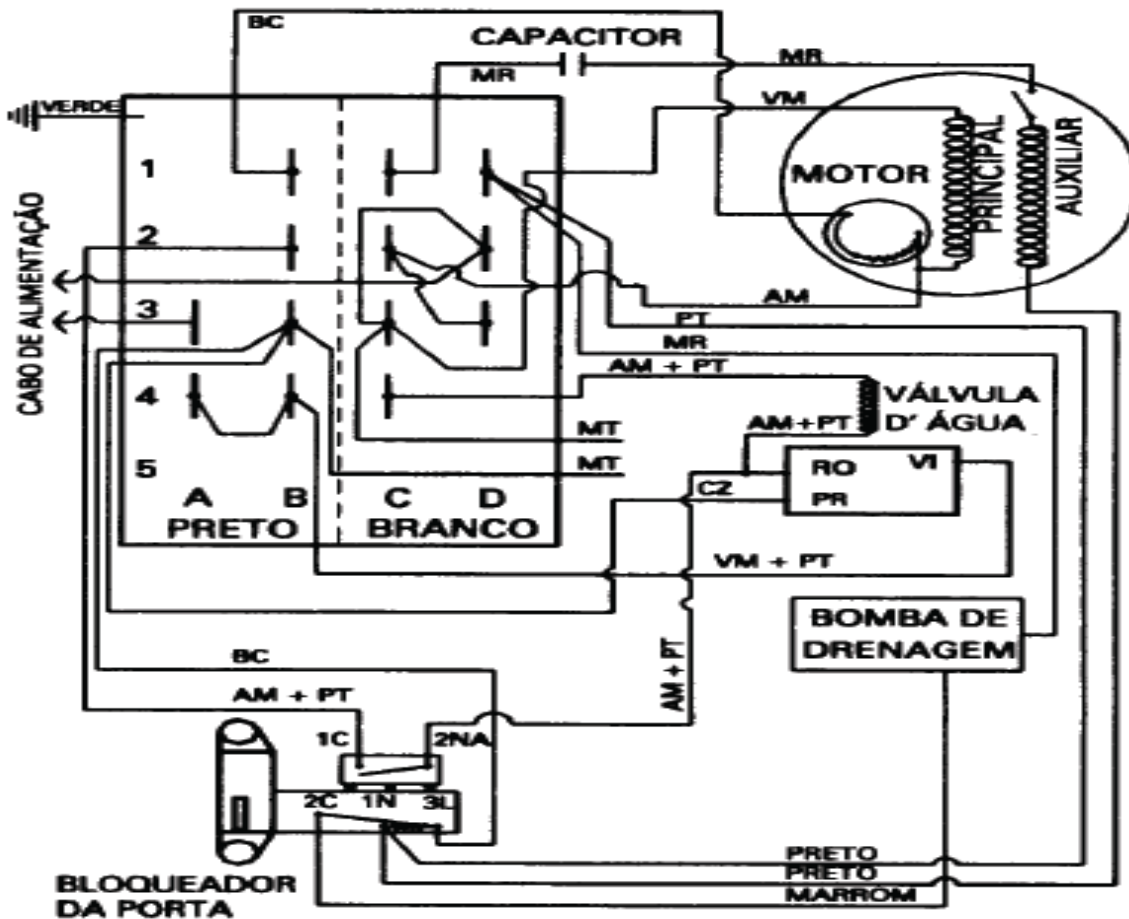 BC
CAPACITOR
MR
MR
VERDE
VM
1
MOTOR
PRINCIPAL
AUXILIAR
2
CABO DE ALIMENTAÇÃO
3
AM
PT
MR
AM + PT
4
VÁLVULA
D' ÁGUA
AM+PT
MT
5
MT
RO
VI
CZ
PR
A
B
C
D
PRETO
BRANCO
VM + PT
BOMBA DE
DRENAGEM
BC
AM + PT
AM + PT
1C
2NA
2C
1N
3L
PRETO
PRETO
MARROM
BLOQUEADOR
DA PORTA